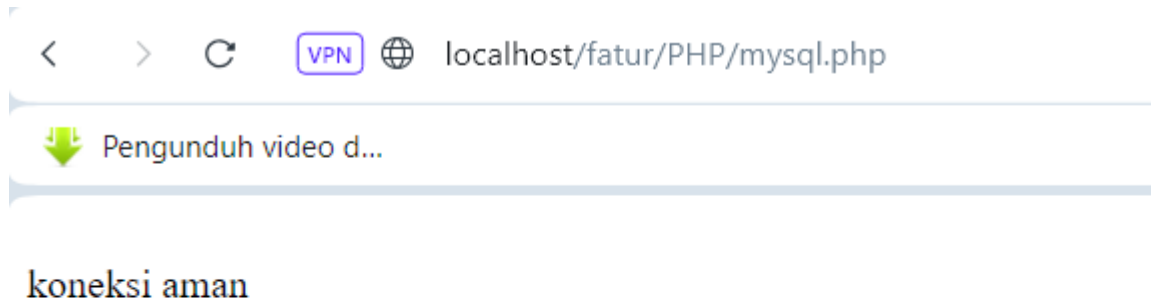 VPN localhost/fatur/PHP/mysql.php
Pengunduh video d...
koneksi aman